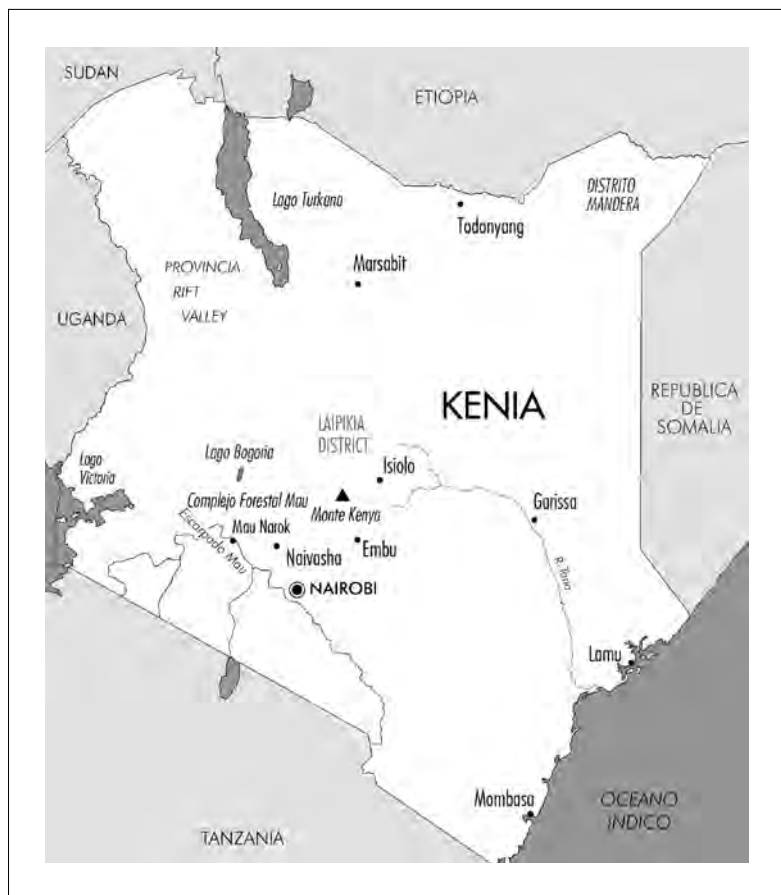 SUDAN
ETIOPIA
DISTRITO
MANDERA
Lago Turkana
Todonyang
PROVINCIA
RIFT
VALLEY
Marsabit
UGANDA
KENIA
REPUBLICA
DE
SOMALIA
LAIPIKIA
DISTRICT
Lago Bogoria
Lago
Victoria
Isiolo
Complejo Forestal Mau
Monte Kenya
Garissa
Escarpado Mau
Mau Narok
Naivasha
Embu
NAIROBI
R. Tana
Lamu
Mombasa
OCEANO
INDICO
TANZANIA